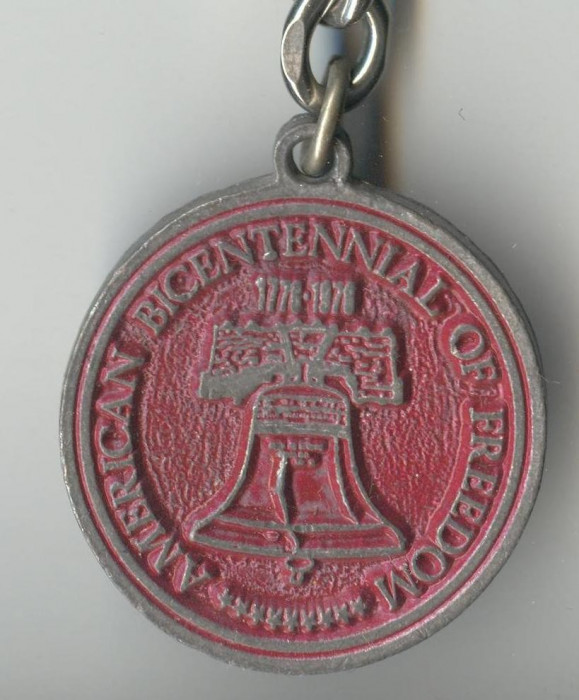 AMERICAN BICENTENNIAL OF FREEDOM
1776·1976